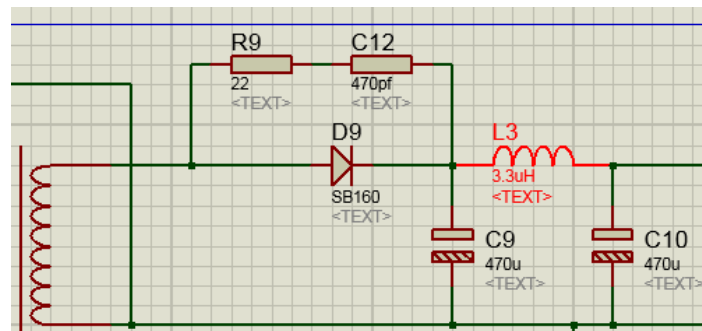 R9
22
<TEXT>
C12
470pf
<TEXT>
D9
SB160
<TEXT>
L3
3.3uH
<TEXT>
C9
470u
<TEXT>
C10
470u
<TEXT>